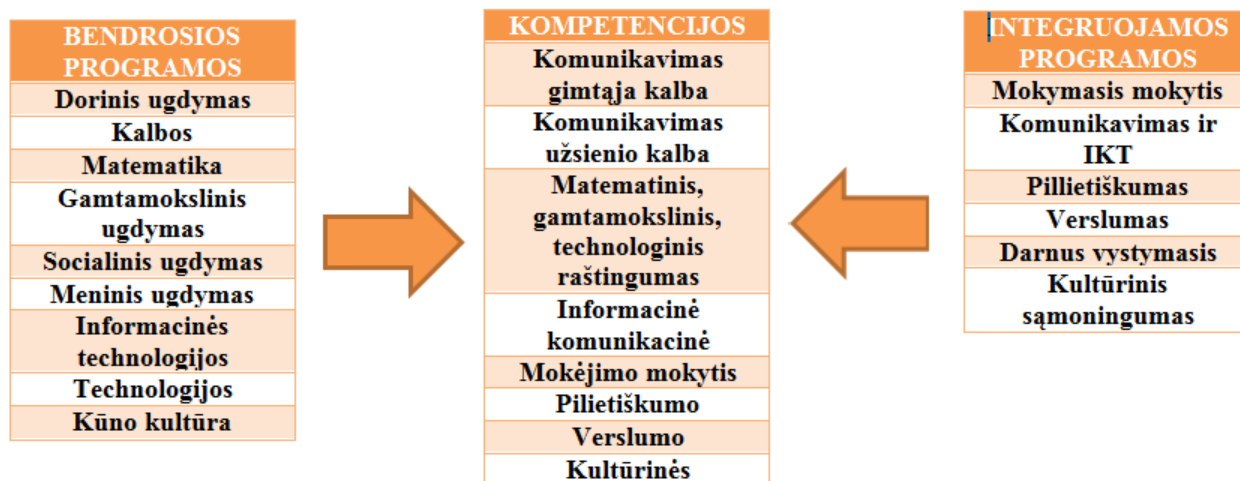 BENDROSIOS
PROGRAMOS
Dorinis ugdymas
Kalbos
Matematika
Gamtamokslinis
ugdymas
Socialinis ugdymas
Meninis ugdymas
Informacinės
technologijos
Technologijos
Kūno kultūra
KOMPETENCIJOS
Komunikavimas
gimtąja kalba
Komunikavimas
užsienio kalba
Matematinis,
gamtamokslinis,
technologinis
raštingumas
Informacinė
komunikacinė
Mokėjimo mokytis
Pilietiškumo
Verslumo
Kultūrinės
INTEGRUOJAMOS
PROGRAMOS
Mokymasis mokytis
Komunikavimas ir
IKT
Pillietiškumas
Verslumas
Darnus vystymasis
Kultūrinis
sąmoningumas